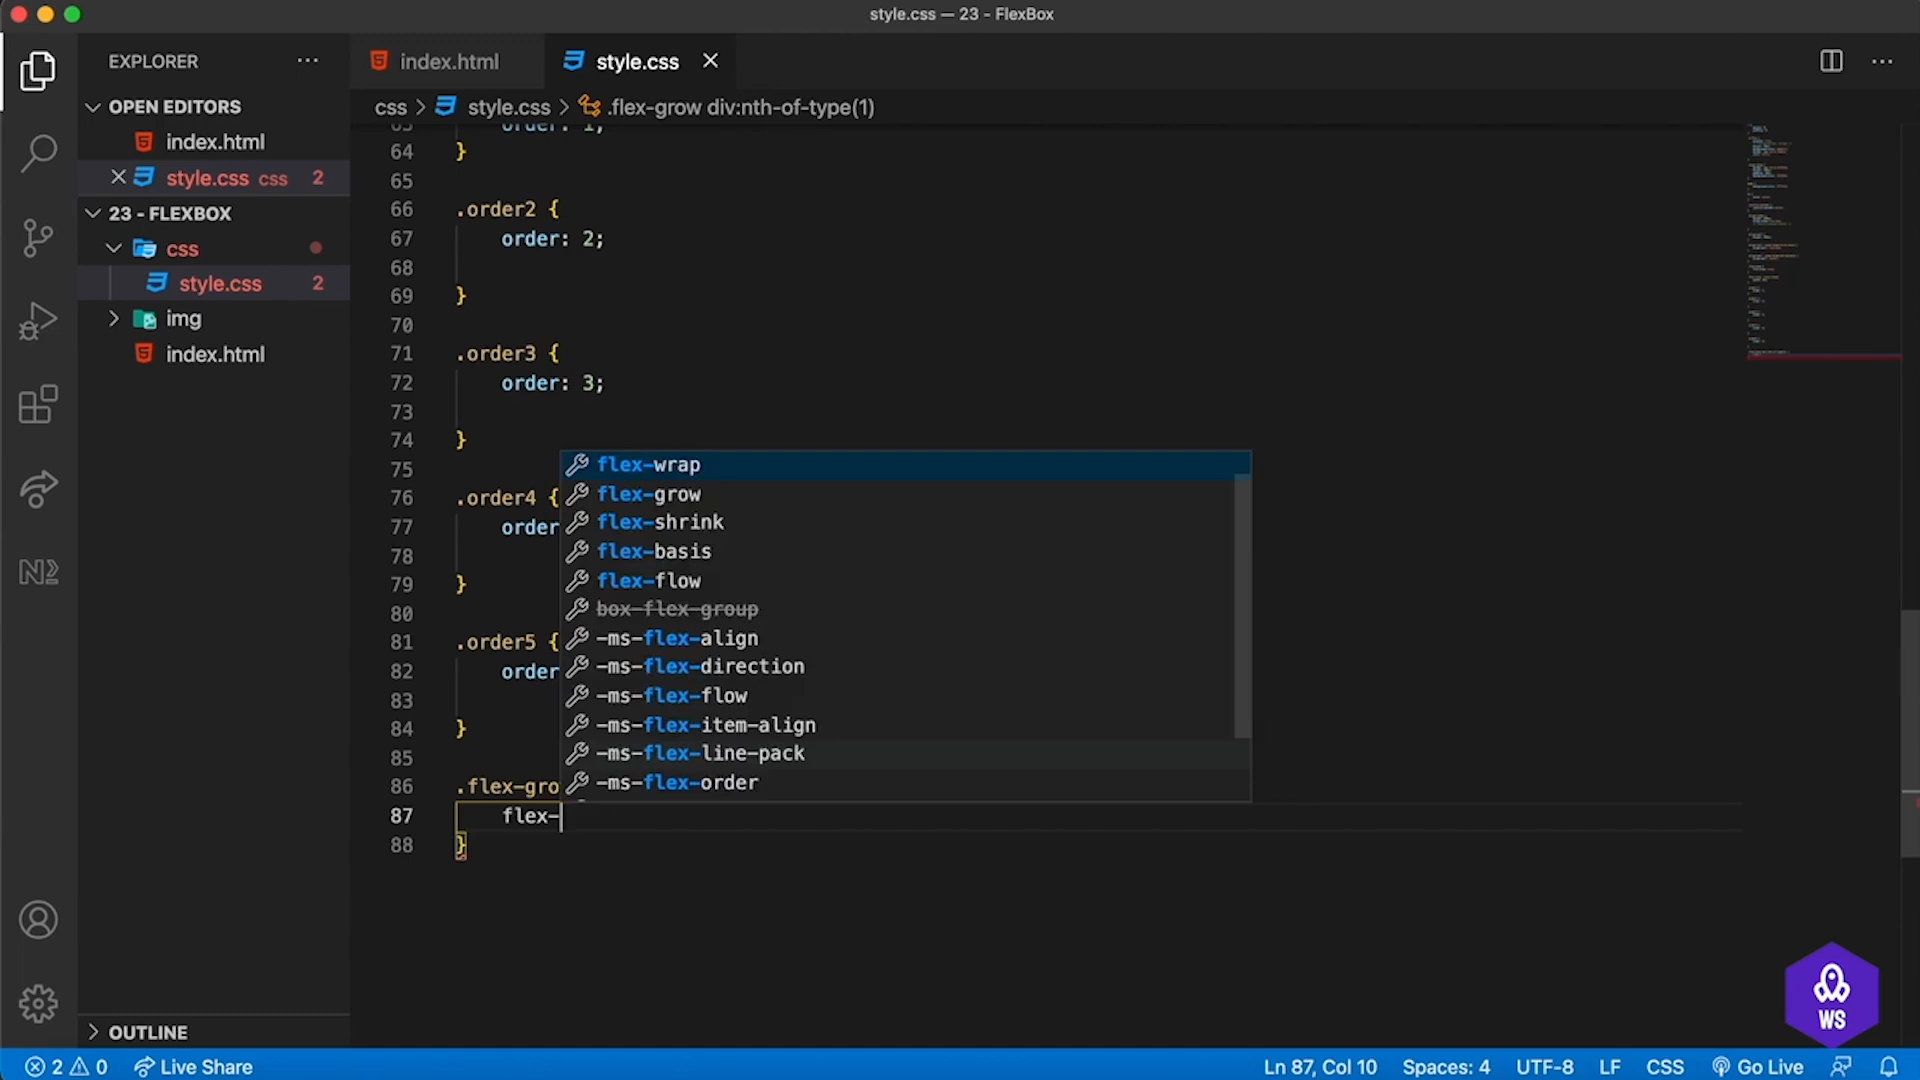 style.css — 23 - FlexBox
EXPLORER
index.html
style.css
OPEN EDITORS
index.html
style.css css 2
23 - FLEXBOX
css
style.css 2
img
index.html
OUTLINE
css > style.css > .flex-grow div:nth-of-type(1)
order: 1;
64 }
65
66 .order2 {
67 order: 2;
68
69 }
70
71 .order3 {
72 order: 3;
73
74 }
75
76 .order4 {
77 order
78
79 }
80
81 .order5 {
82 order
83
84 }
85
86 .flex-gro
87 flex-
88 }
flex-wrap
flex-grow
flex-shrink
flex-basis
flex-flow
box-flex-group
-ms-flex-align
-ms-flex-direction
-ms-flex-flow
-ms-flex-item-align
-ms-flex-line-pack
-ms-flex-order
WS
2 0 Live Share
Ln 87, Col 10 Spaces: 4 UTF-8 LF CSS Go Live